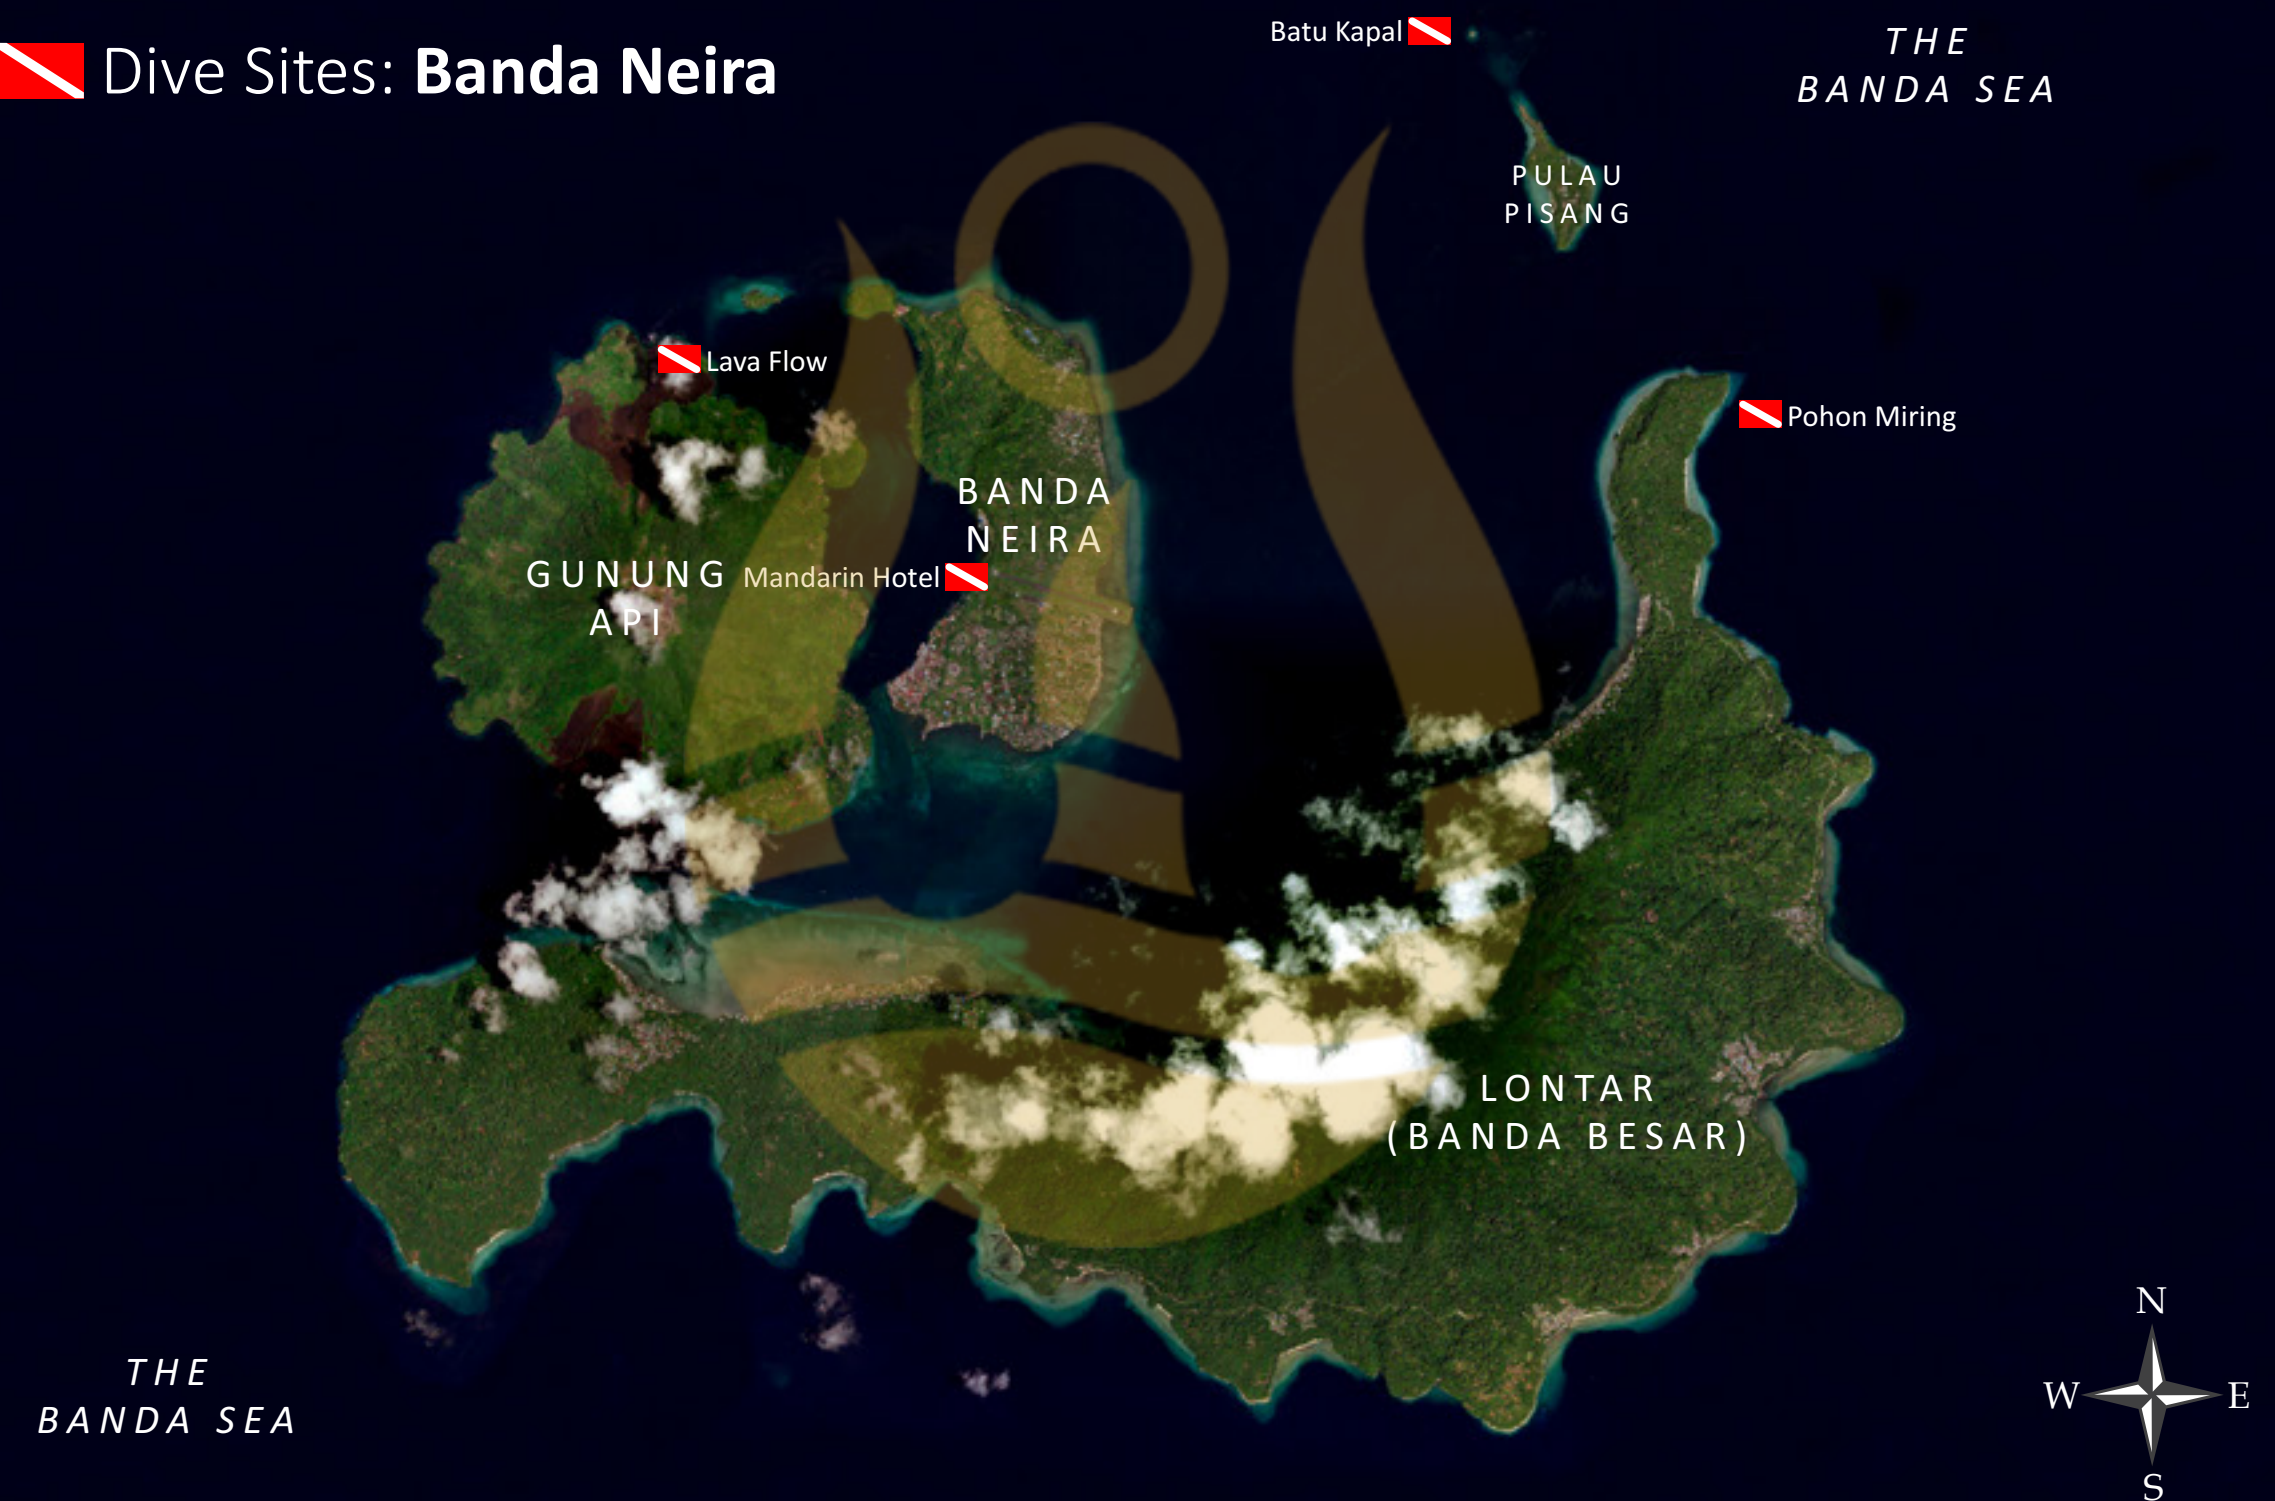 Dive Sites: Banda Neira
Batu Kapal
THE
BANDA SEA
PULAU
PISANG
Lava Flow
Pohon Miring
BANDA
NEIRA
GUNUNG
API
Mandarin Hotel
LONTAR
(BANDA BESAR)
THE
BANDA SEA
N
W E
S